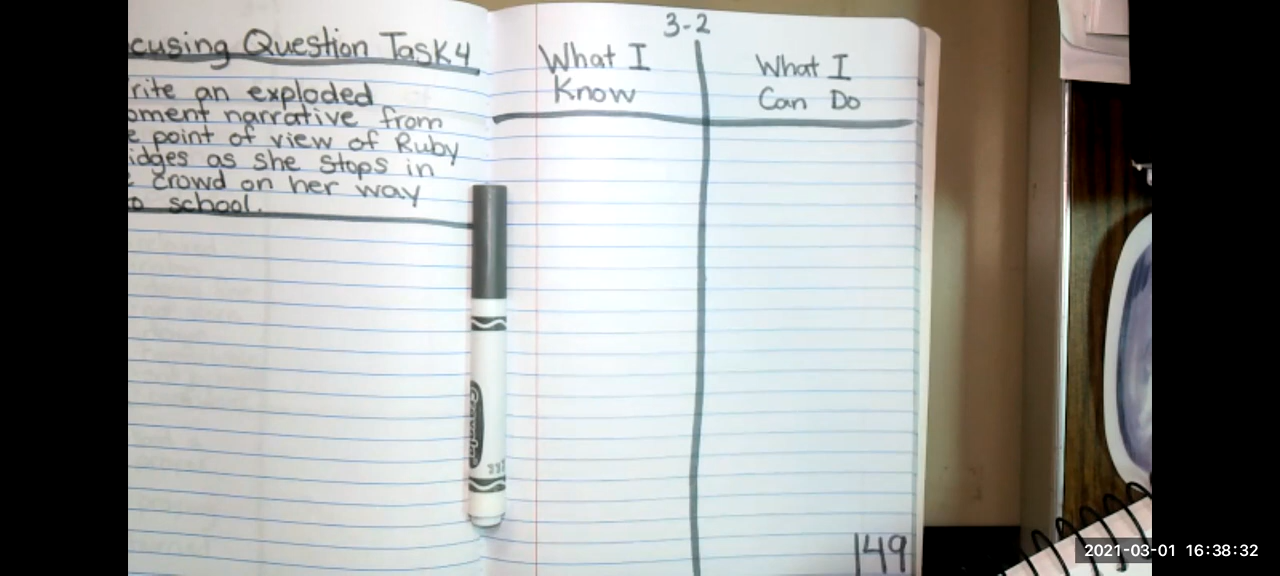 cusing Question Task4
rite an exploded
oment narrative from
e point of view of Ruby
idges as she stops in
e crowd on her way
o school.
3-2
What I
Know
What I
Can Do
Crayola
149
2021-03-01 16:38:32